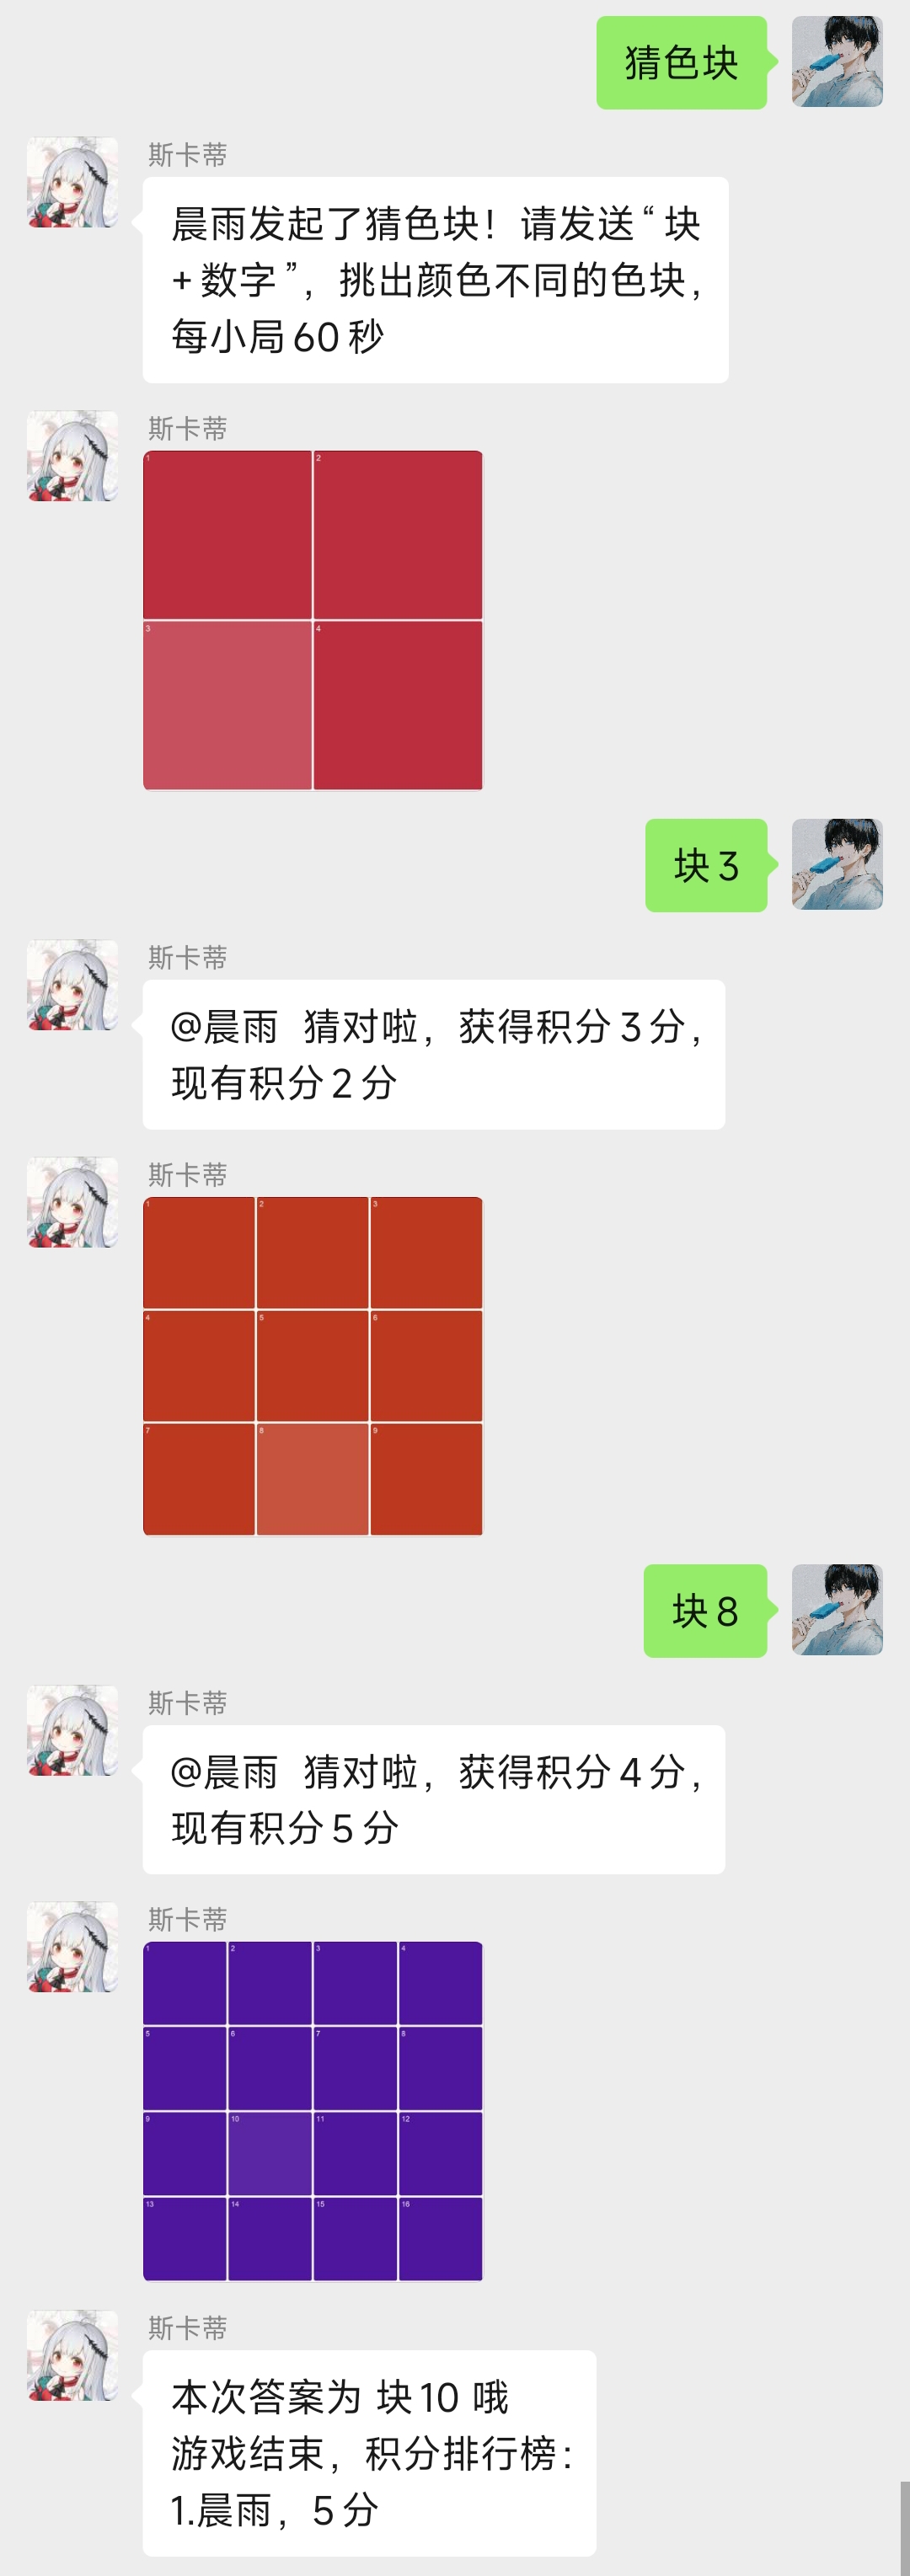 猜色块
斯卡蒂
晨雨发起了猜色块！请发送“块
+数字”，挑出颜色不同的色块，
每小局60秒
斯卡蒂
1
2
3
4
块3
斯卡蒂
@晨雨 猜对啦，获得积分3分，
现有积分2分
斯卡蒂
1
2
3
4
5
6
7
8
9
块8
斯卡蒂
@晨雨 猜对啦，获得积分4分，
现有积分5分
斯卡蒂
1
2
3
4
5
6
7
8
9
10
11
12
13
14
15
16
斯卡蒂
本次答案为 块10 哦
游戏结束，积分排行榜：
1.晨雨，5分